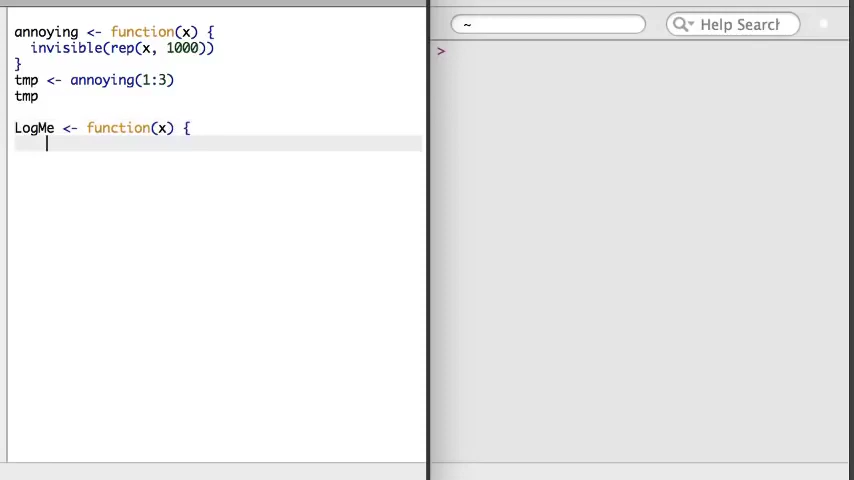 annoying <- function(x) {
  invisible(rep(x, 1000))
}
tmp <- annoying(1:3)
tmp
LogMe <- function(x) {
~
Help Search
>